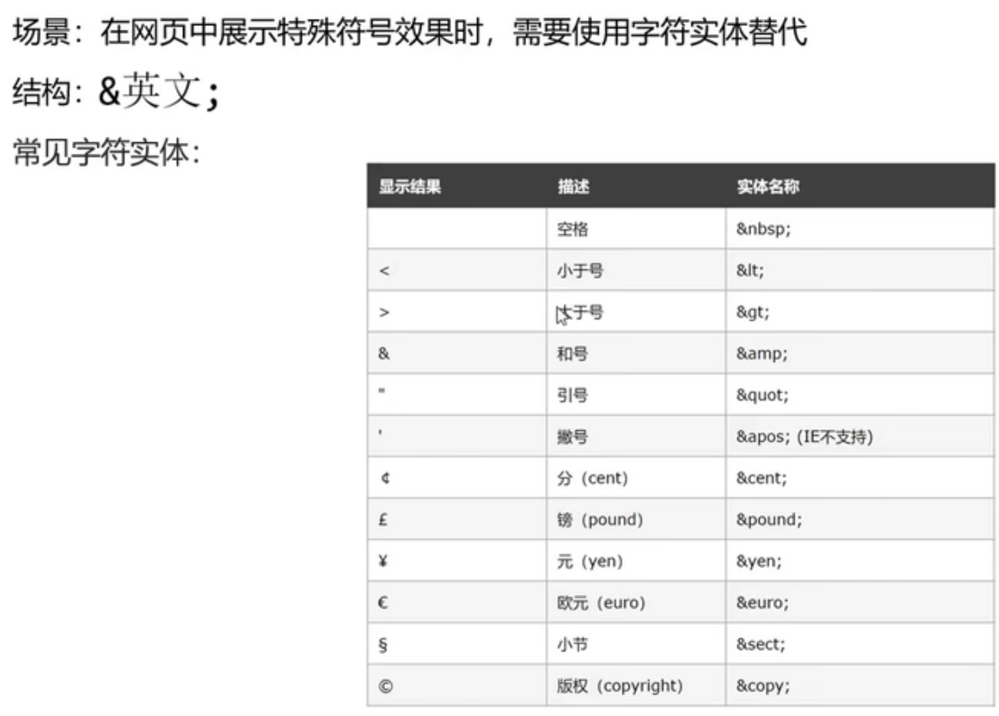 场景：在网页中展示特殊符号效果时，需要使用字符实体替代
结构：&英文;
常见字符实体：
显示结果 描述 实体名称
空格 &nbsp;
< 小于号 &lt;
> 大于号 &gt;
& 和号 &amp;
" 引号 &quot;
' 撇号 &apos; (IE不支持)
¢ 分（cent） &cent;
£ 镑（pound） &pound;
¥ 元（yen） &yen;
€ 欧元（euro） &euro;
§ 小节 &sect;
© 版权（copyright） &copy;